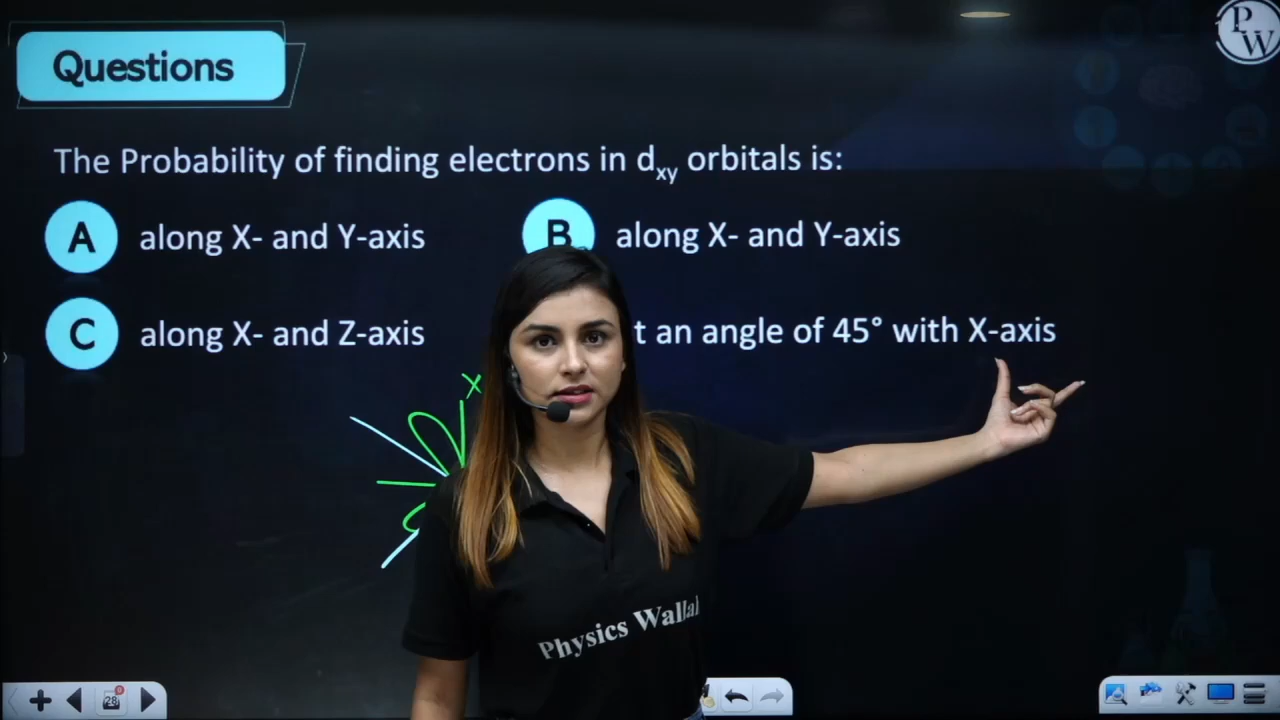 Questions
P
W
The Probability of finding electrons in dxy orbitals is:
A along X- and Y-axis
B along X- and Y-axis
C along X- and Z-axis
t an angle of 45° with X-axis
x
Physics Wallah
28